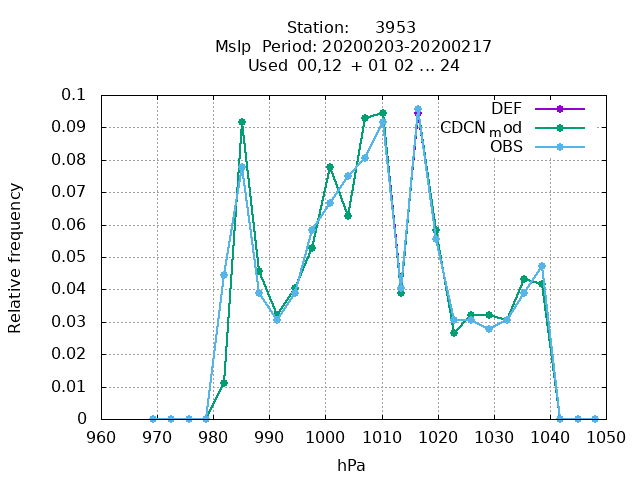 Station: 3953
Mslp Period: 20200203-20200217
Used 00,12 + 01 02 ... 24
0.1
0.09
0.08
0.07
0.06
0.05
0.04
0.03
0.02
0.01
0
Relative frequency
DEF
CDCN mod
OBS
960 970 980 990 1000 1010 1020 1030 1040 1050
hPa